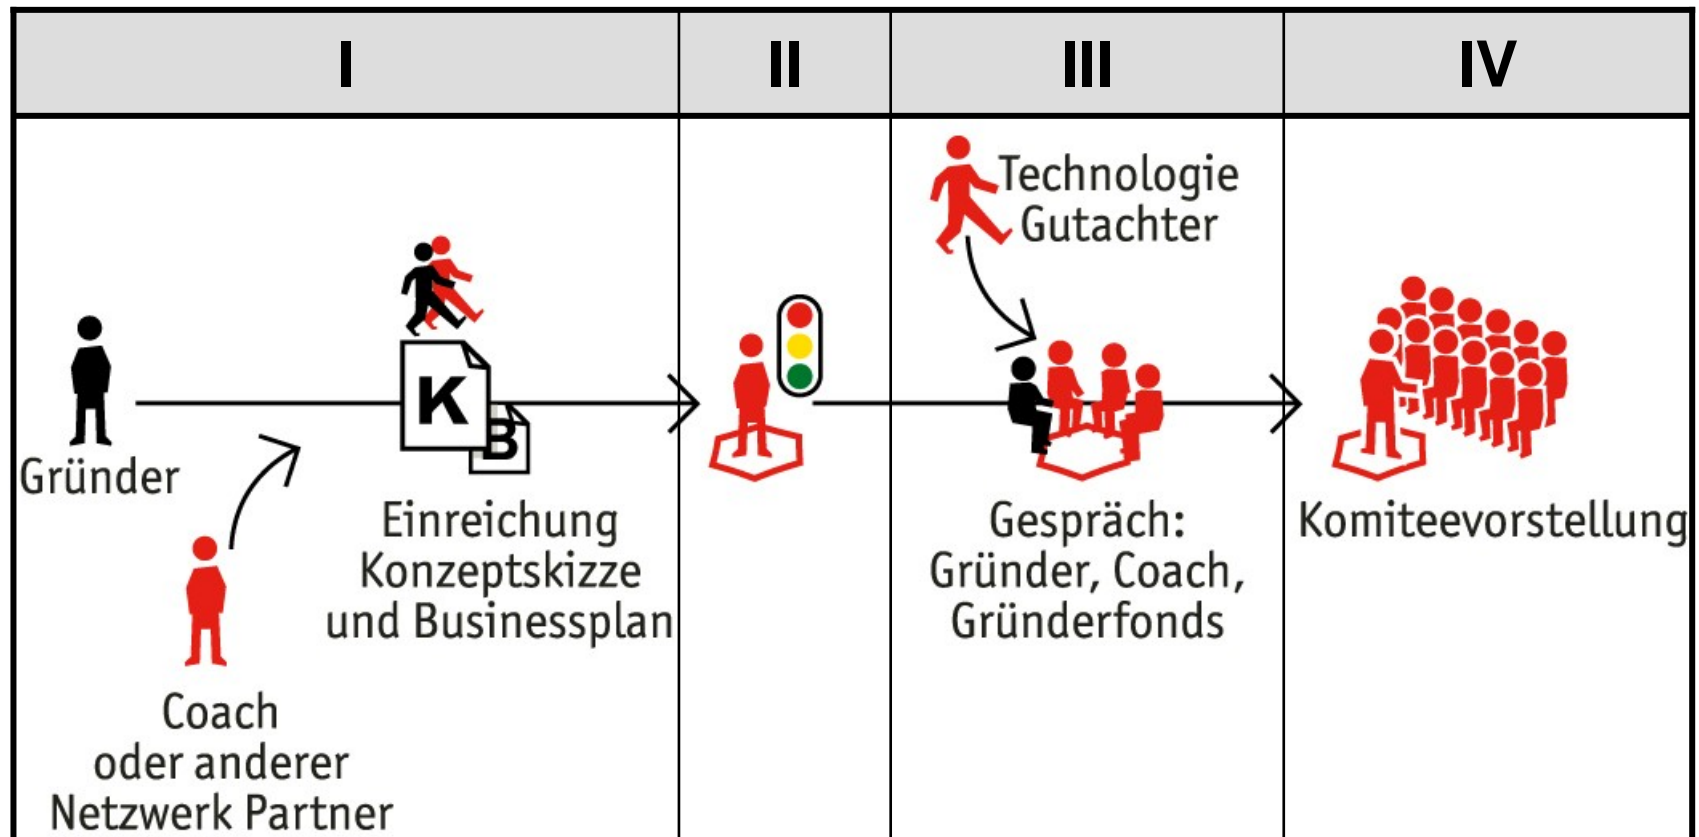 I
II
III
IV
Gründer
Coach
oder anderer
Netzwerk Partner
K
B
Einreichung
Konzeptskizze
und Businessplan
Technologie
Gutachter
Gespräch:
Gründer, Coach,
Gründerfonds
Komiteevorstellung